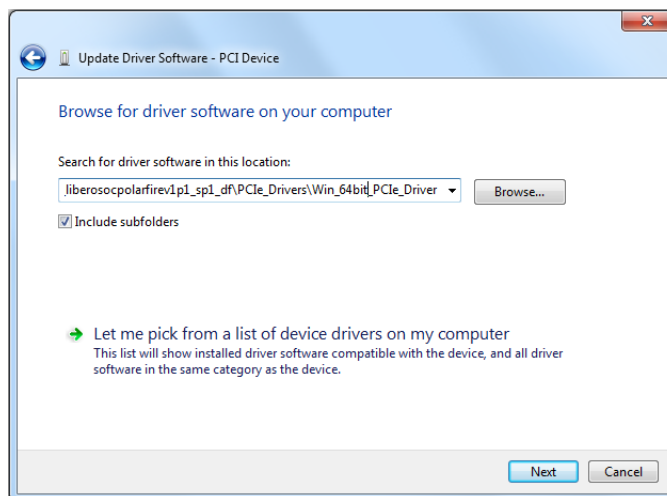 Update Driver Software - PCI Device
Browse for driver software on your computer
Search for driver software in this location:
liberosocpolarfirev1p1_sp1_df\PCIe_Drivers\Win_64bit_PCIe_Driver
Browse...
Include subfolders
Let me pick from a list of device drivers on my computer
This list will show installed driver software compatible with the device, and all driver
software in the same category as the device.
Next
Cancel